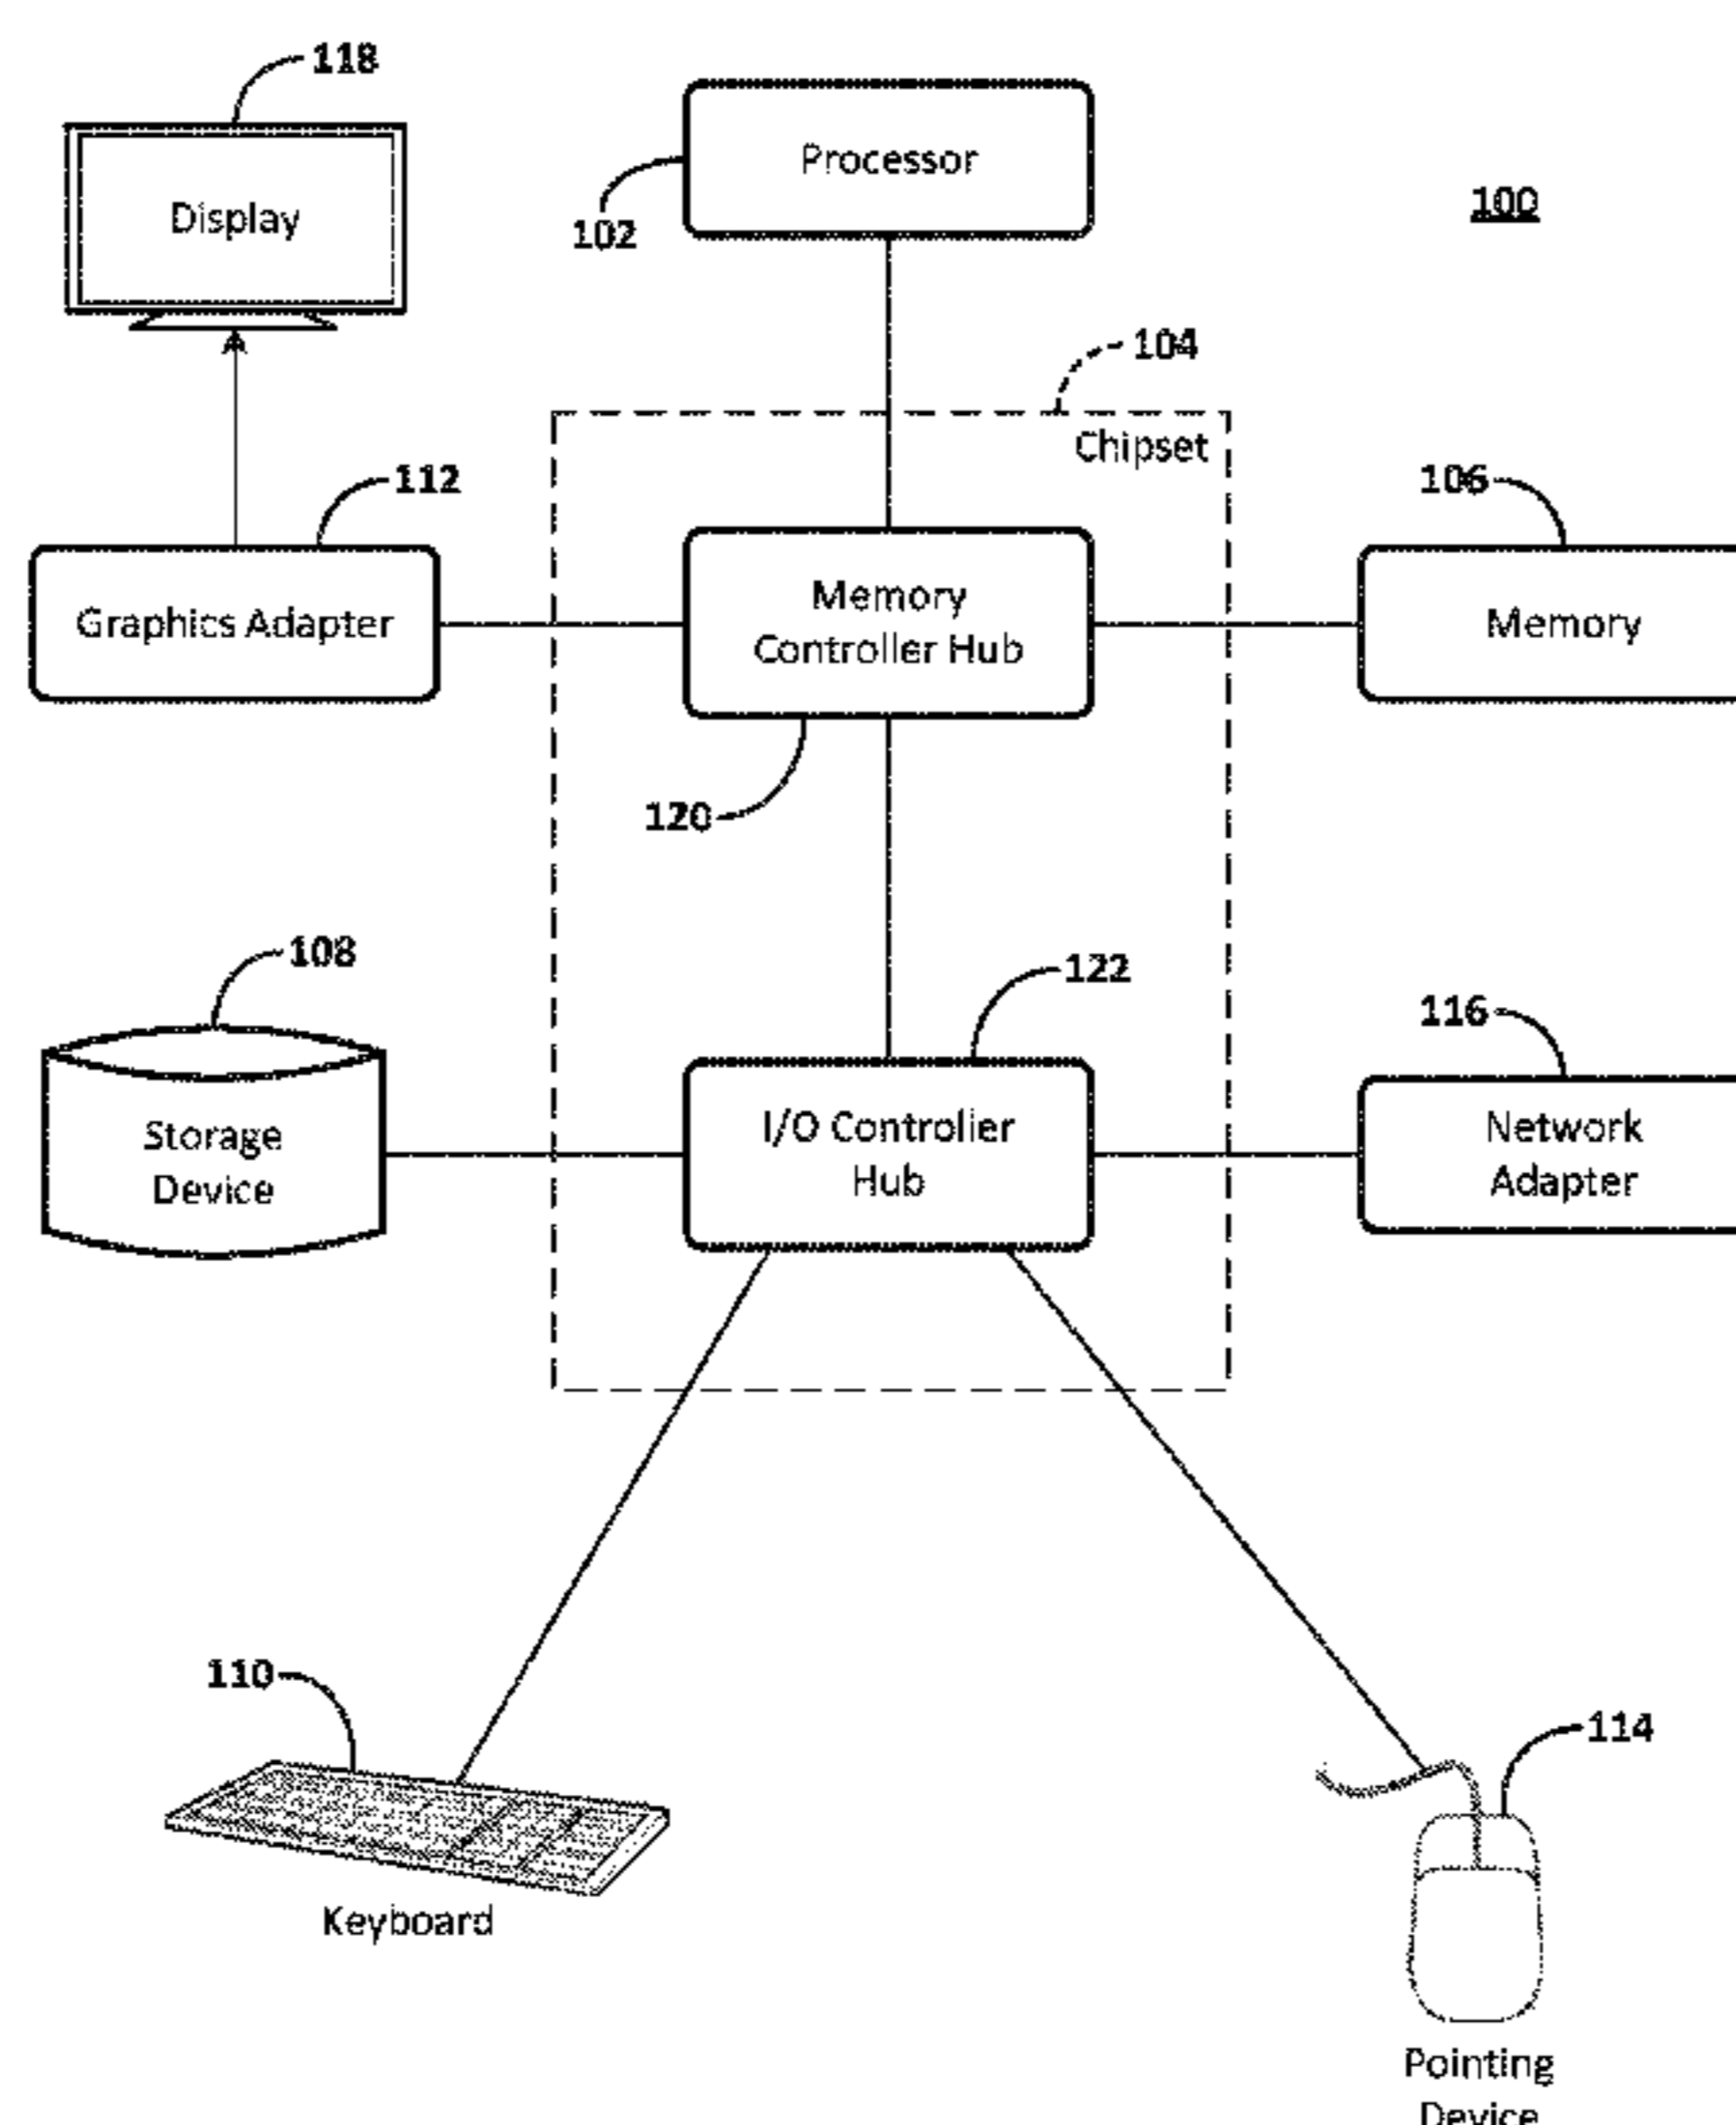 118
Processor
Display
100
102
104
Chipset
112
106
Graphics Adapter
Memory
Controller Hub
Memory
120
108
122
116
Storage
Device
I/O Controller
Hub
Network
Adapter
110
114
Keyboard
Pointing
Device